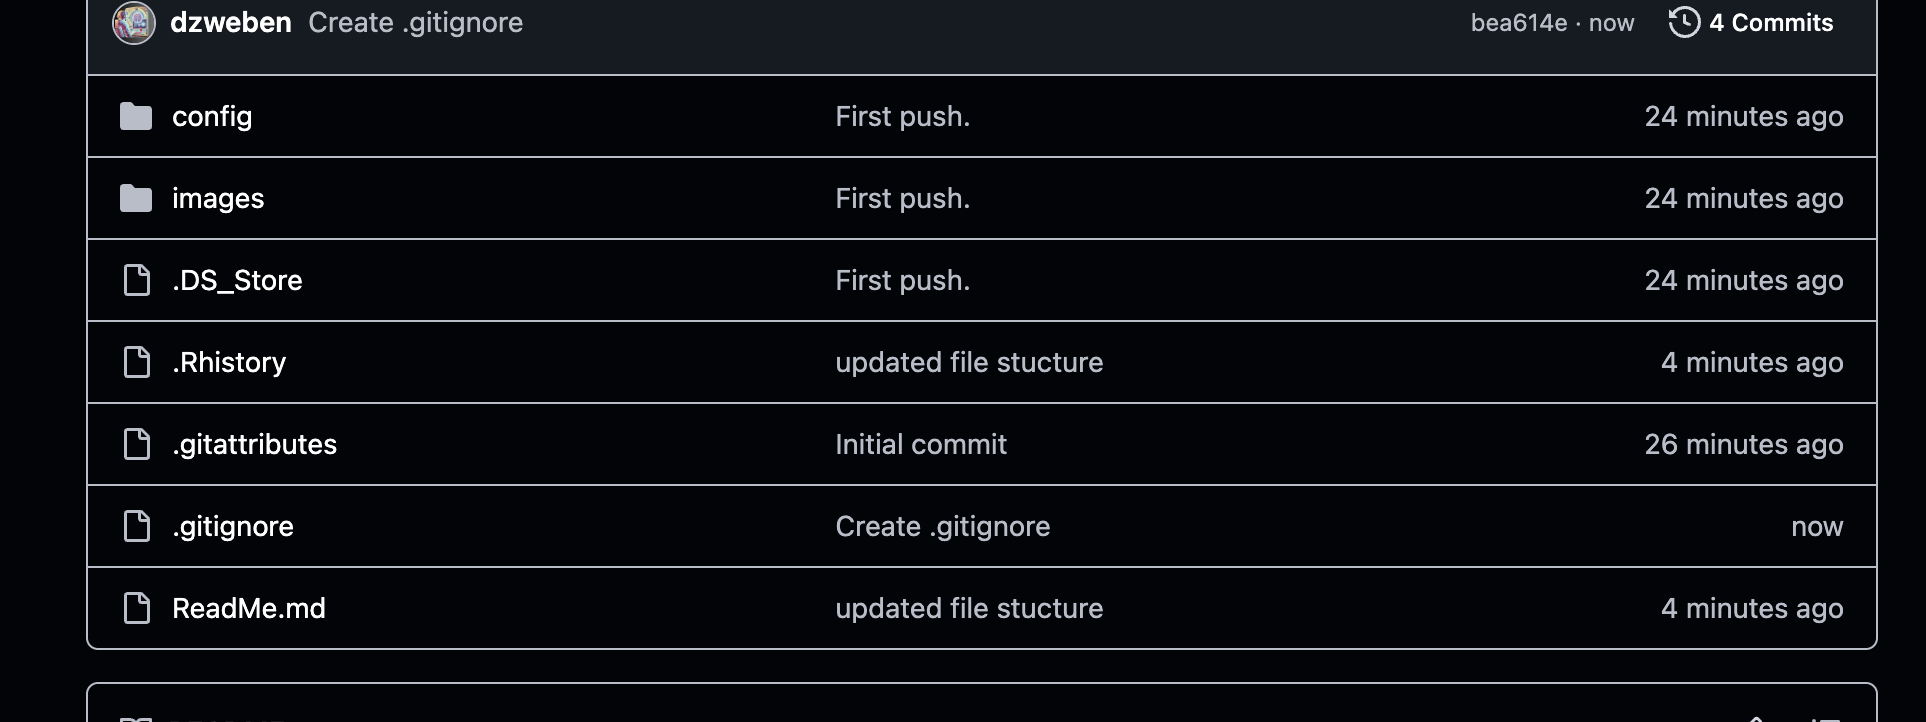 dzweben Create .gitignore bea614e · now 4 Commits
config First push. 24 minutes ago
images First push. 24 minutes ago
.DS_Store First push. 24 minutes ago
.Rhistory updated file stucture 4 minutes ago
.gitattributes Initial commit 26 minutes ago
.gitignore Create .gitignore now
ReadMe.md updated file stucture 4 minutes ago